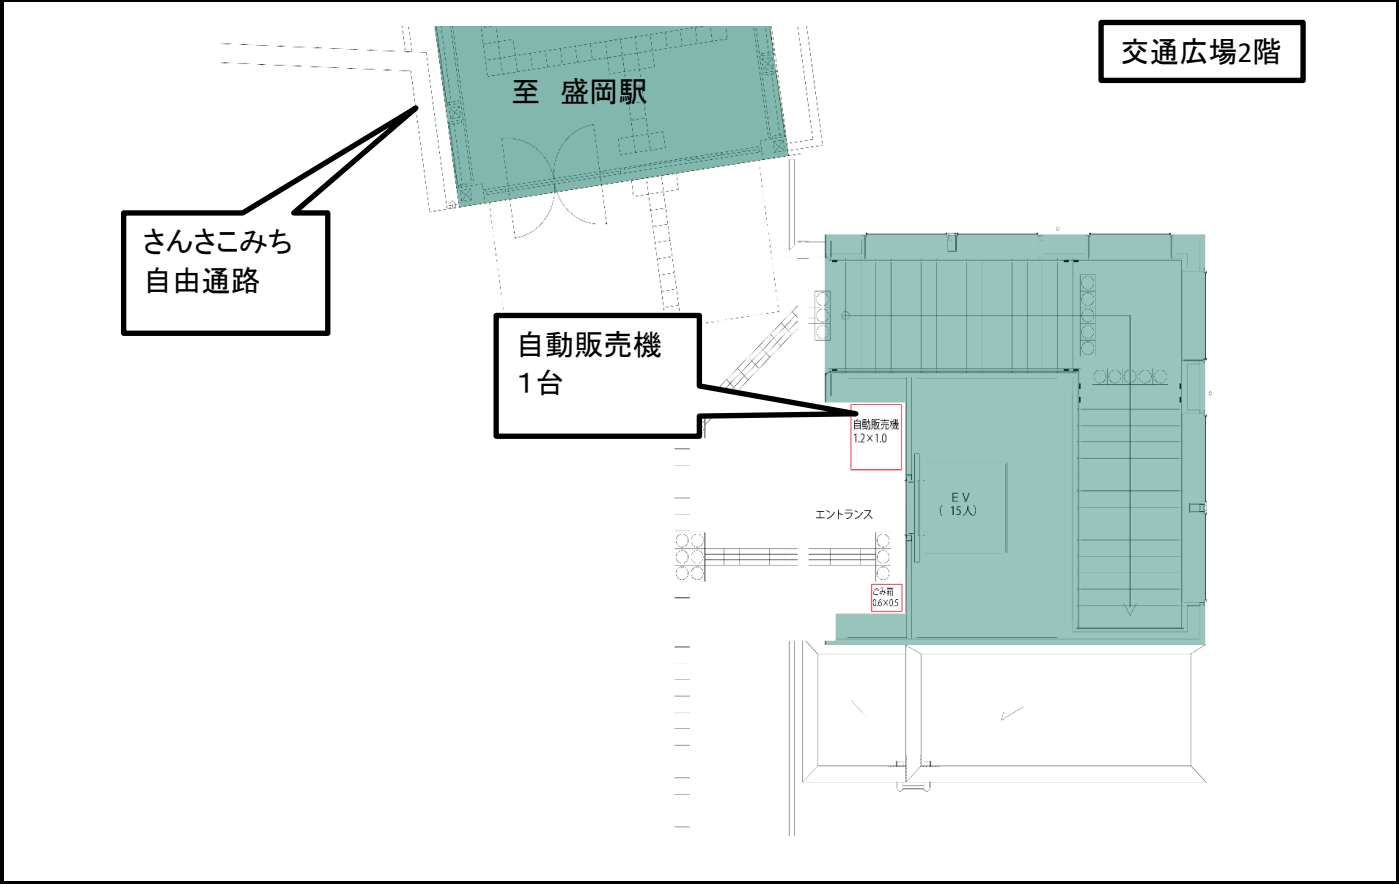 交通広場2階
至　盛岡駅
さんさこみち
自由通路
自動販売機
１台
自動販売機
1.2×1.0
EV
( 15人)
エントランス
ごみ箱
0.6×0.5